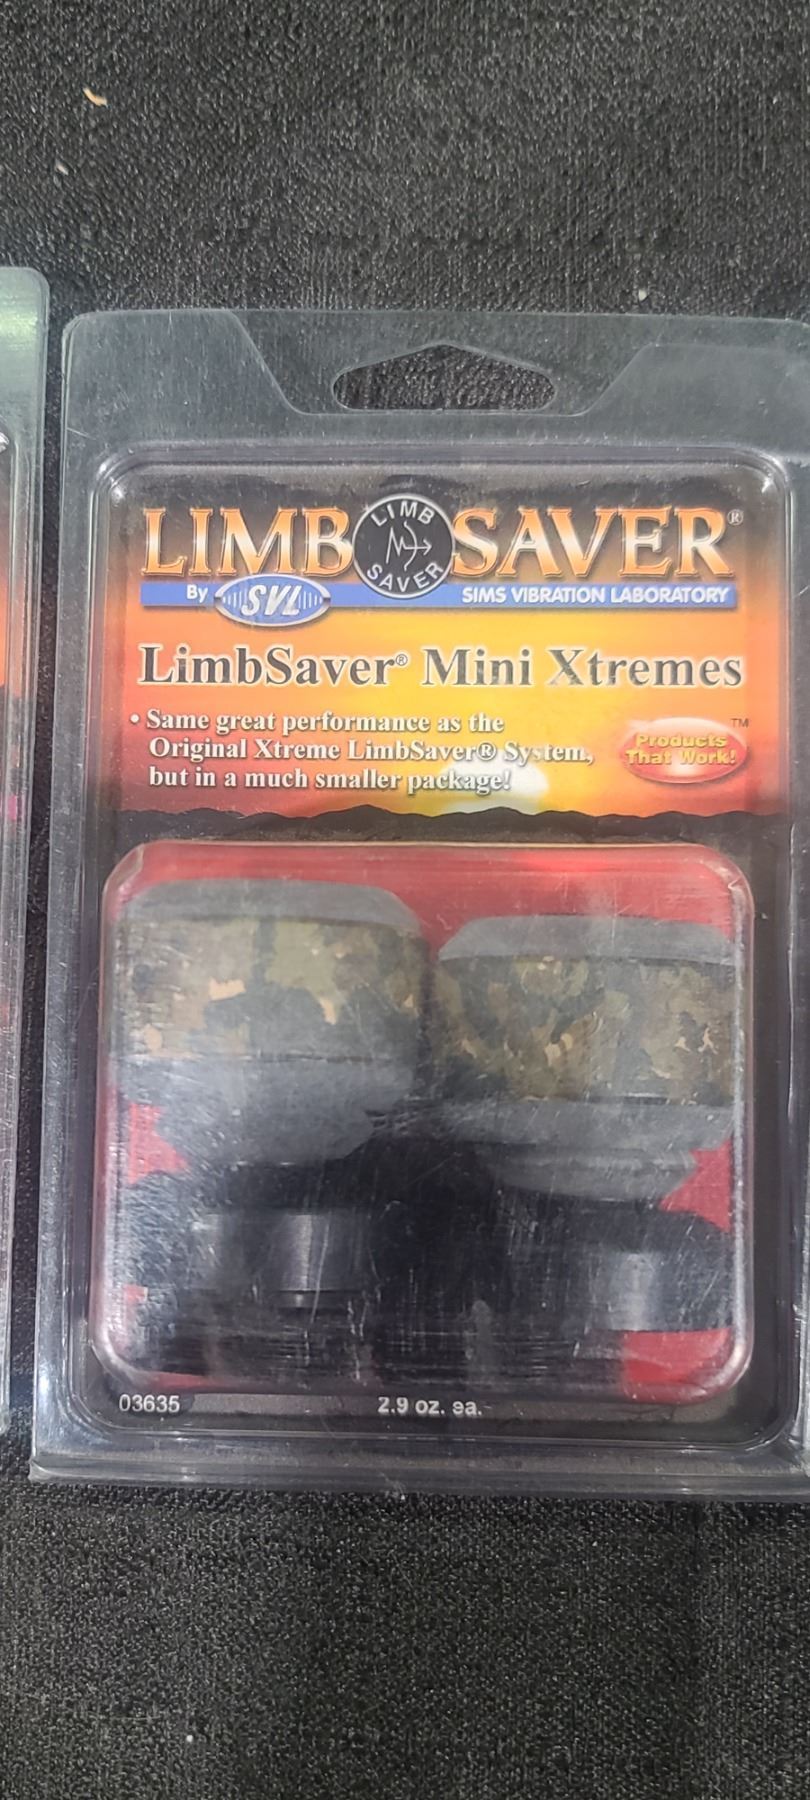 LIMB LIMB SAVER SAVER®
By SVL SIMS VIBRATION LABORATORY
LimbSaver® Mini Xtremes
• Same great performance as the
Original Xtreme LimbSaver® System,
but in a much smaller package!
Products TM
That Work!
03635 2.9 oz. ea.